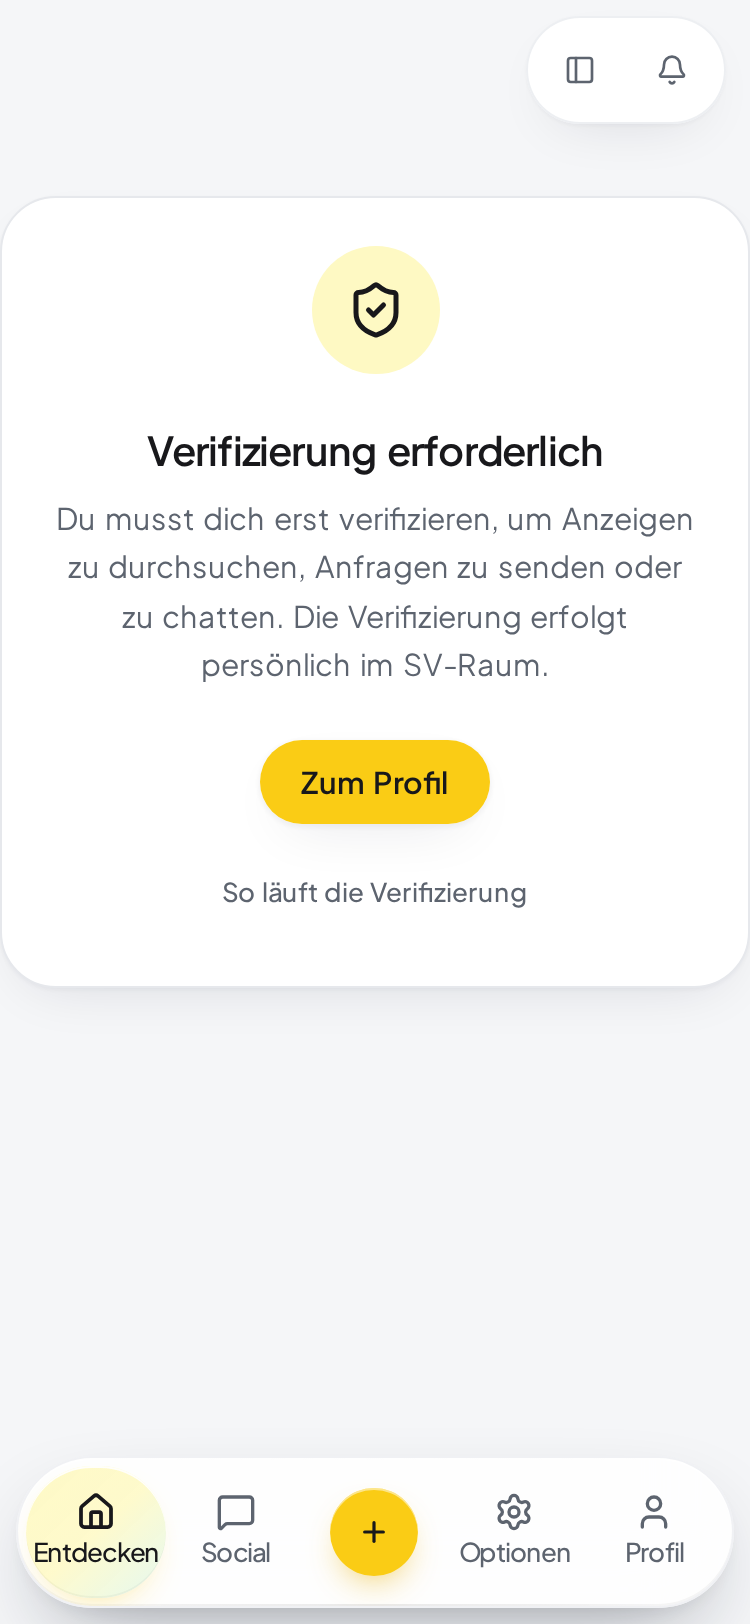 Verifizierung erforderlich
Du musst dich erst verifizieren, um Anzeigen
zu durchsuchen, Anfragen zu senden oder
zu chatten. Die Verifizierung erfolgt
persönlich im SV-Raum.
Zum Profil
So läuft die Verifizierung
Entdecken
Social
Optionen
Profil